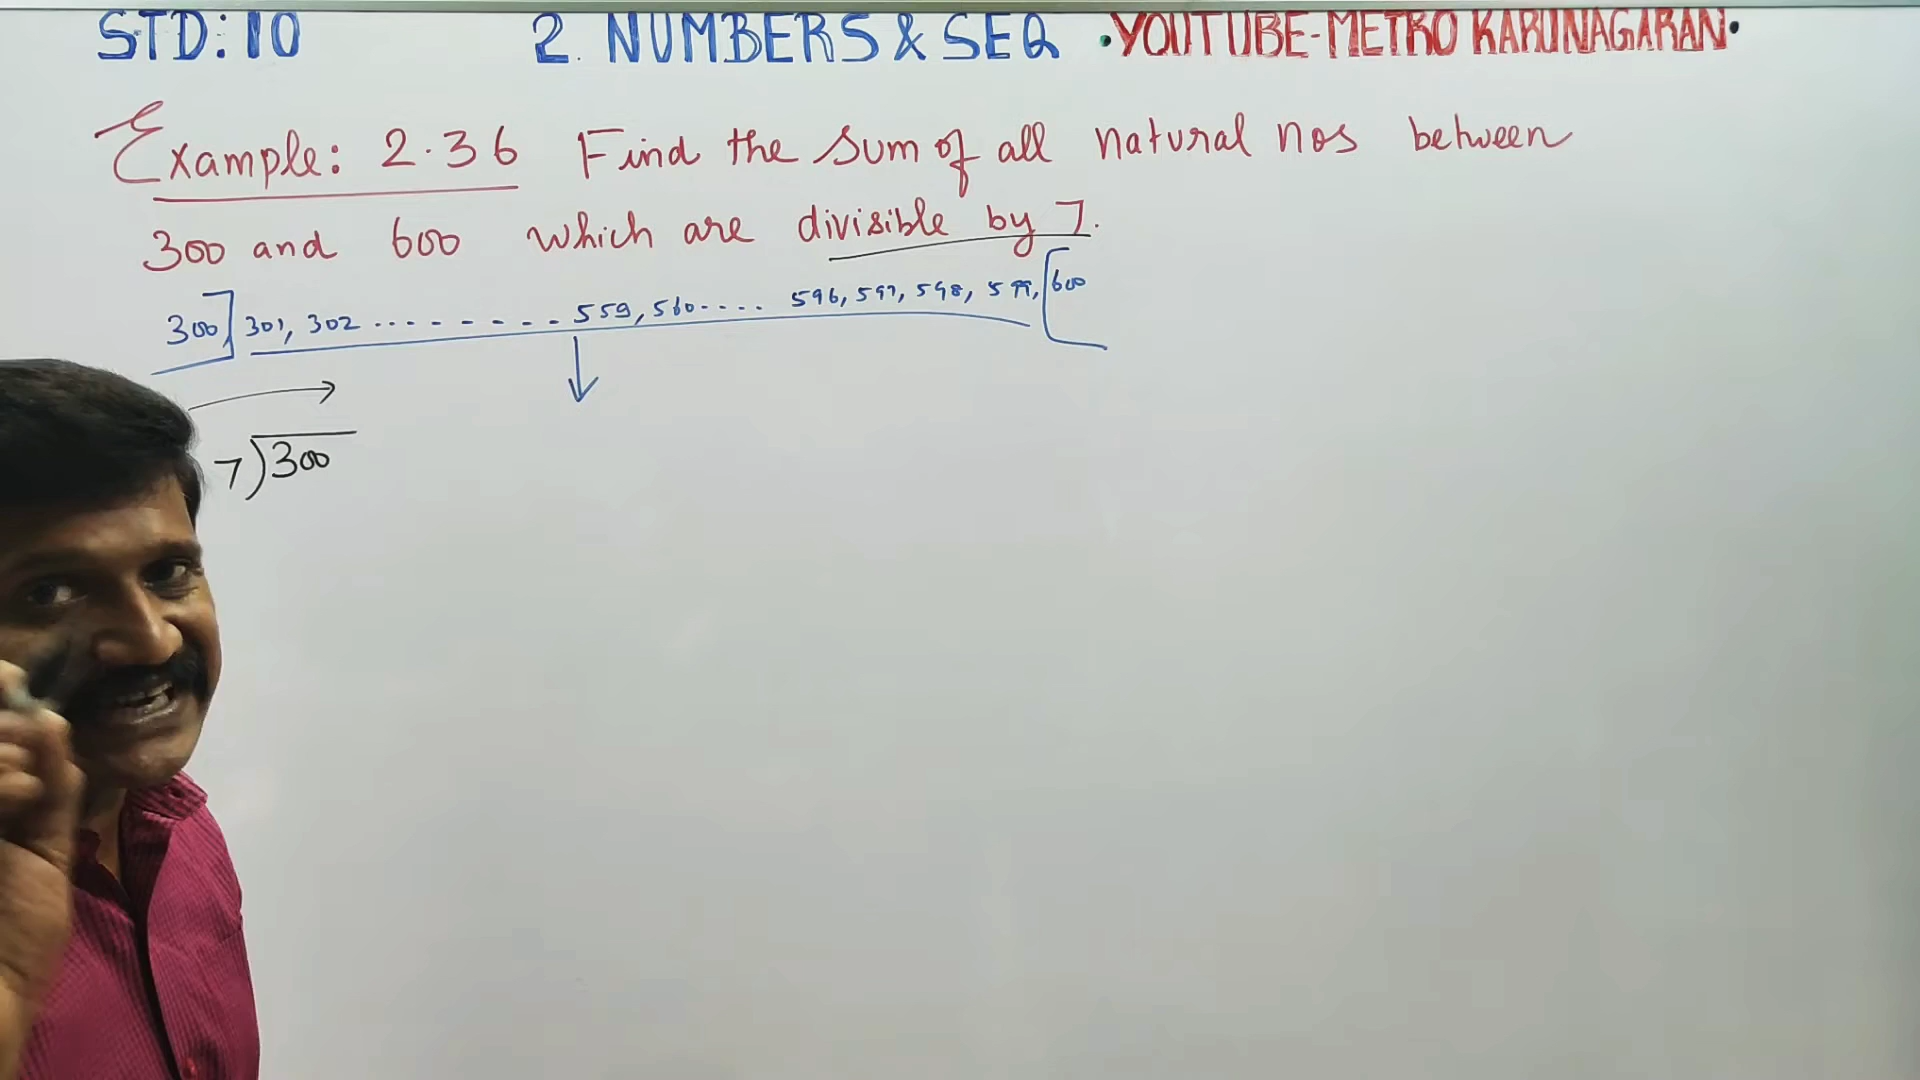 STD: 10 2. NUMBERS & SEQ •YOUTUBE-METRO KARUNAGARAN•
Example: 2.36 Find the sum of all natural nos between
300 and 600 which are divisible by 7.
300, 301, 302 ........ 559, 560.... 596, 597, 598, 599, 600
7)300